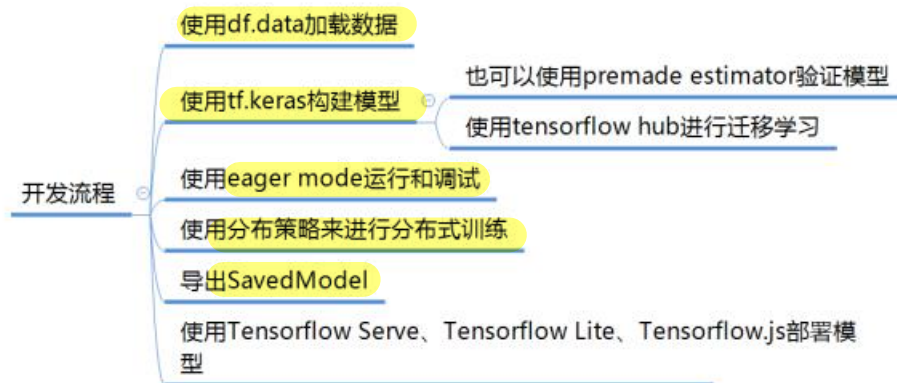 使用df.data加载数据
也可以使用premade estimator验证模型
使用tf.keras构建模型
使用tensorflow hub进行迁移学习
使用eager mode运行和调试
开发流程
使用分布策略来进行分布式训练
导出SavedModel
使用Tensorflow Serve、Tensorflow Lite、Tensorflow.js部署模
型